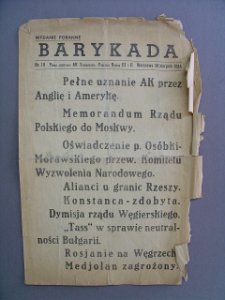 WYDANIE PORANNE
BARYKADA
Pełne uznanie AK przez
Anglię i Amerykę.
Memorandum Rządu
Polskiego do Moskwy.
Oświadczenie p. Osóbki-
Morawskiego przew. Komitetu
Wyzwolenia Narodowego.
Alianci u granic Rzeszy.
Konstanca - zdobyta.
Dymisja rządu Węgierskiego.
„Tass" w sprawie neutral-
ności Bułgarii.
Rosjanie na Węgrzech
Medjolan zagrożony.